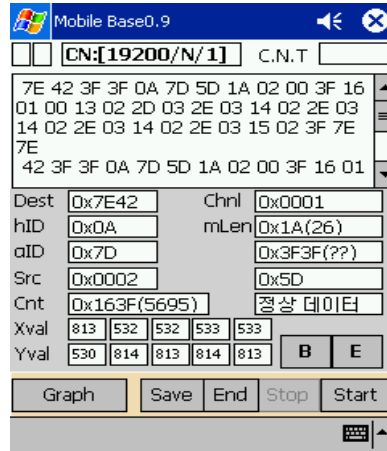 Mobile Base0.9
CN:[19200/N/1] C.N.T
7E 42 3F 3F 0A 7D 5D 1A 02 00 3F 16
01 00 13 02 2D 03 2E 03 14 02 2E 03
14 02 2E 03 14 02 2E 03 15 02 3F 7E
7E
42 3F 3F 0A 7D 5D 1A 02 00 3F 16 01
Dest 0x7E42 Chnl 0x0001
hID 0x0A mLen 0x1A(26)
aID 0x7D 0x3F3F(??)
Src 0x0002 0x5D
Cnt 0x163F(5695) 정상 데이터
Xval 813 532 532 533 533
Yval 530 814 813 814 813 B E
Graph Save End Stop Start